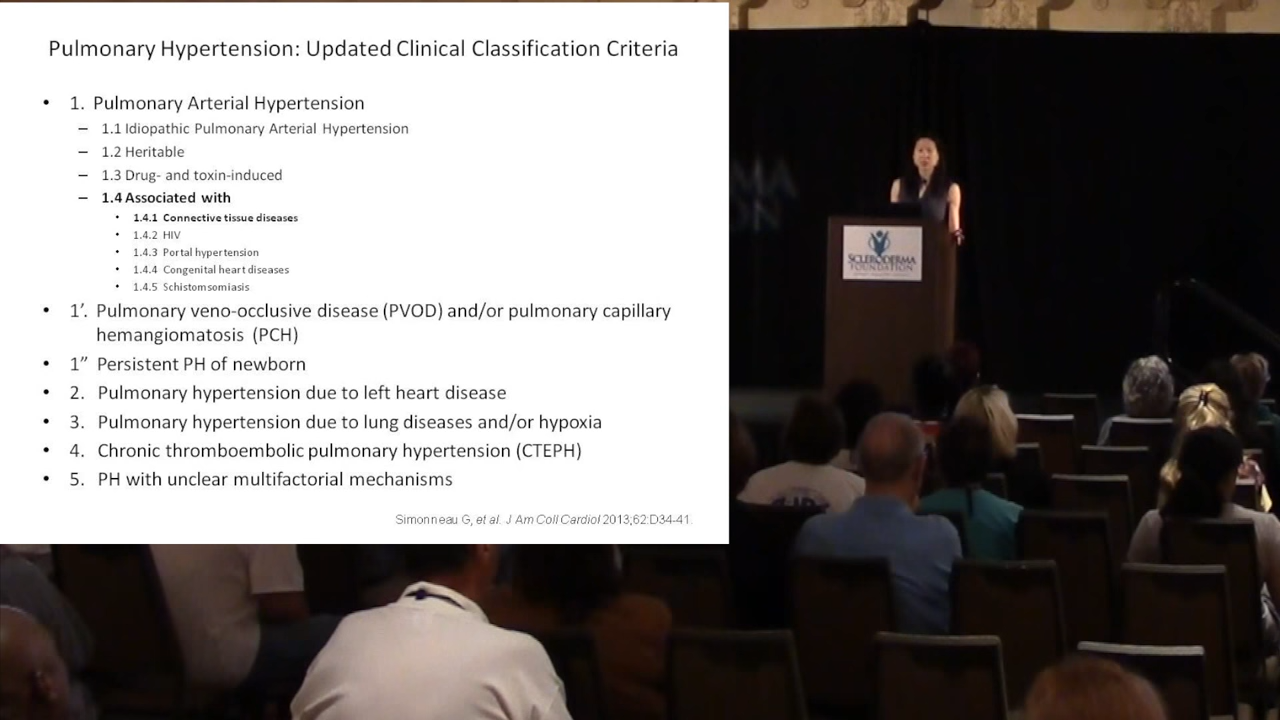 Pulmonary Hypertension: Updated Clinical Classification Criteria
• 1. Pulmonary Arterial Hypertension
– 1.1 Idiopathic Pulmonary Arterial Hypertension
– 1.2 Heritable
– 1.3 Drug- and toxin-induced
– 1.4 Associated with
• 1.4.1 Connective tissue diseases
• 1.4.2 HIV
• 1.4.3 Portal hypertension
• 1.4.4 Congenital heart diseases
• 1.4.5 Schistomsomiasis
• 1’. Pulmonary veno-occlusive disease (PVOD) and/or pulmonary capillary
hemangiomatosis (PCH)
• 1” Persistent PH of newborn
• 2. Pulmonary hypertension due to left heart disease
• 3. Pulmonary hypertension due to lung diseases and/or hypoxia
• 4. Chronic thromboembolic pulmonary hypertension (CTEPH)
• 5. PH with unclear multifactorial mechanisms
Simonneau G, et al. J Am Coll Cardiol 2013;62:D34-41.
SCLERODERMA
FOUNDATION